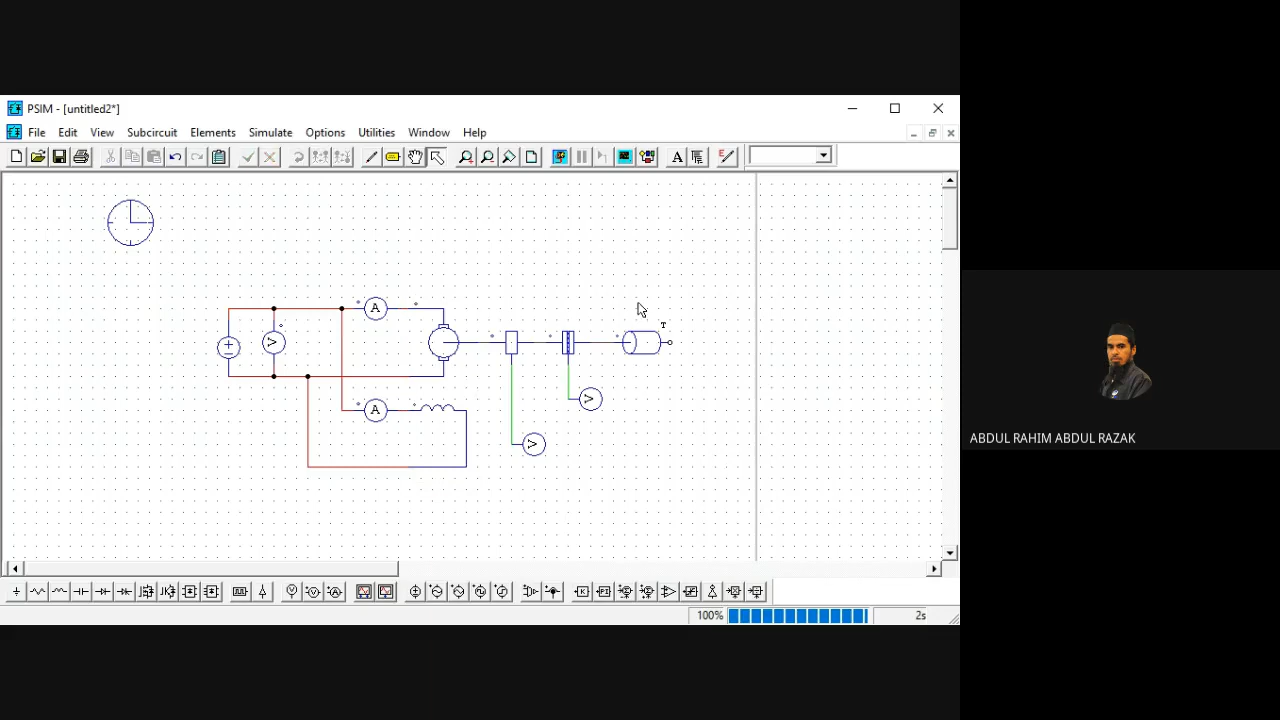 PSIM - [untitled2*]
File Edit View Subcircuit Elements Simulate Options Utilities Window Help
A
T
V
A
V
V
ABDUL RAHIM ABDUL RAZAK
100% 2s